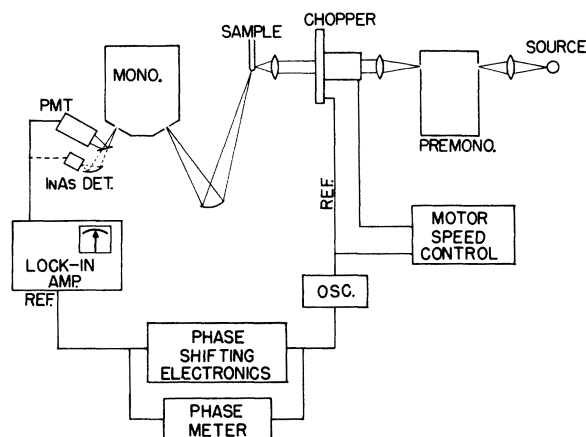 CHOPPER
SAMPLE
SOURCE
MONO.
PMT
PREMONO.
InAs DET.
REF.
MOTOR
SPEED
CONTROL
LOCK-IN
AMP.
REF.
OSC.
PHASE
SHIFTING
ELECTRONICS
PHASE
METER